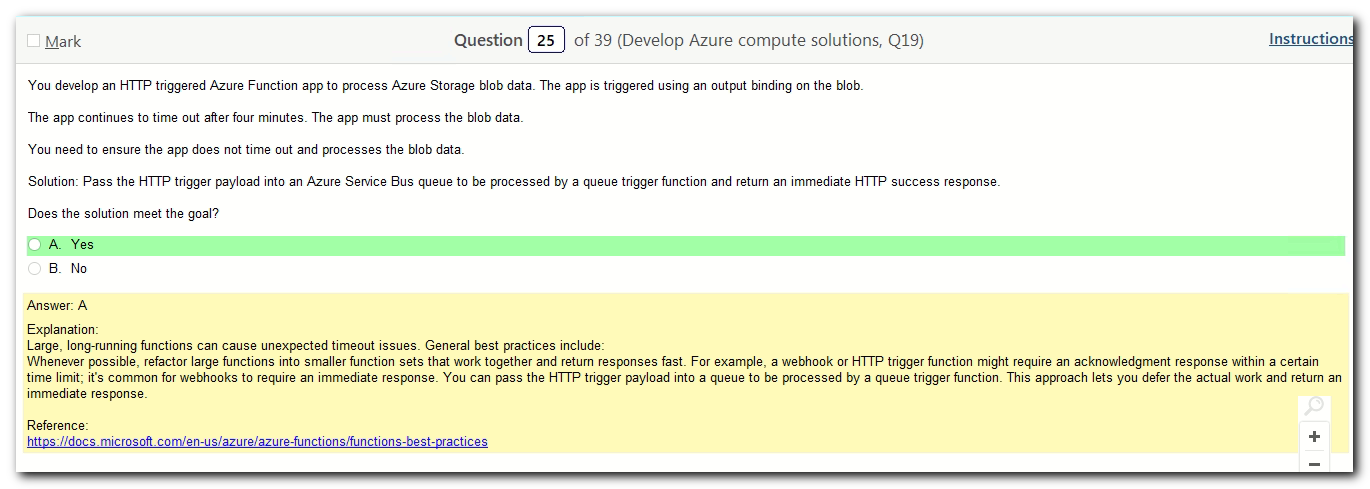 Mark
Question 25 of 39 (Develop Azure compute solutions, Q19)
Instructions
You develop an HTTP triggered Azure Function app to process Azure Storage blob data. The app is triggered using an output binding on the blob.
The app continues to time out after four minutes. The app must process the blob data.
You need to ensure the app does not time out and processes the blob data.
Solution: Pass the HTTP trigger payload into an Azure Service Bus queue to be processed by a queue trigger function and return an immediate HTTP success response.
Does the solution meet the goal?
A. Yes
B. No
Answer: A
Explanation:
Large, long-running functions can cause unexpected timeout issues. General best practices include:
Whenever possible, refactor large functions into smaller function sets that work together and return responses fast. For example, a webhook or HTTP trigger function might require an acknowledgment response within a certain
time limit; it's common for webhooks to require an immediate response. You can pass the HTTP trigger payload into a queue to be processed by a queue trigger function. This approach lets you defer the actual work and return an
immediate response.
Reference:
https://docs.microsoft.com/en-us/azure/azure-functions/functions-best-practices